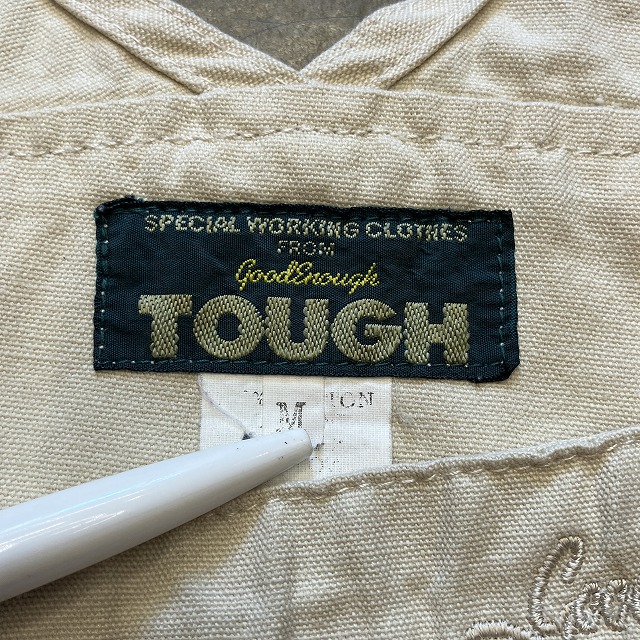 SPECIAL WORKING CLOTHES
FROM
GoodEnough
TOUGH
M